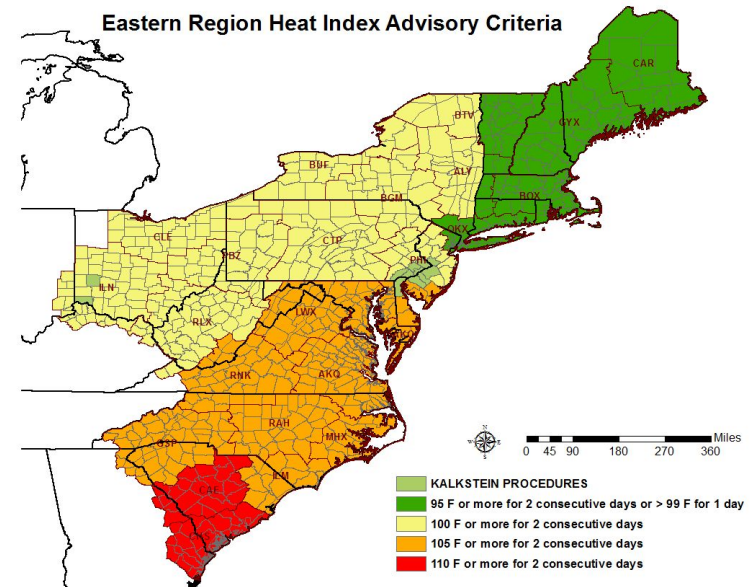 Eastern Region Heat Index Advisory Criteria
CAR
BTV
GYX
BUF
ALY
BOX
BGM
OKX
CLE
CTP
PBZ
PHI
ILN
LWX
RLX
RNK
AKQ
RAH
GSP
MHX
ILM
CAE
Miles
0 45 90 180 270 360
KALKSTEIN PROCEDURES
95 F or more for 2 consecutive days or > 99 F for 1 day
100 F or more for 2 consecutive days
105 F or more for 2 consecutive days
110 F or more for 2 consecutive days